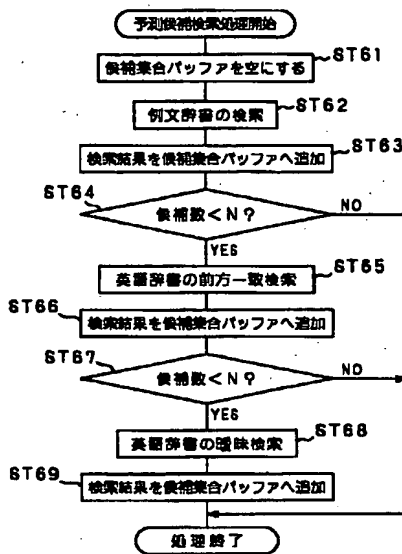 予測候補検索処理開始
候補集合バッファを空にする
ST61
例文辞書の検索
ST62
検索結果を候補集合バッファへ追加
ST63
ST64
候補数<N?
NO
YES
英語辞書の前方一致検索
ST65
ST66
検索結果を候補集合バッファへ追加
ST67
候補数<N?
NO
YES
英語辞書の曖昧検索
ST68
ST69
検索結果を候補集合バッファへ追加
処理終了